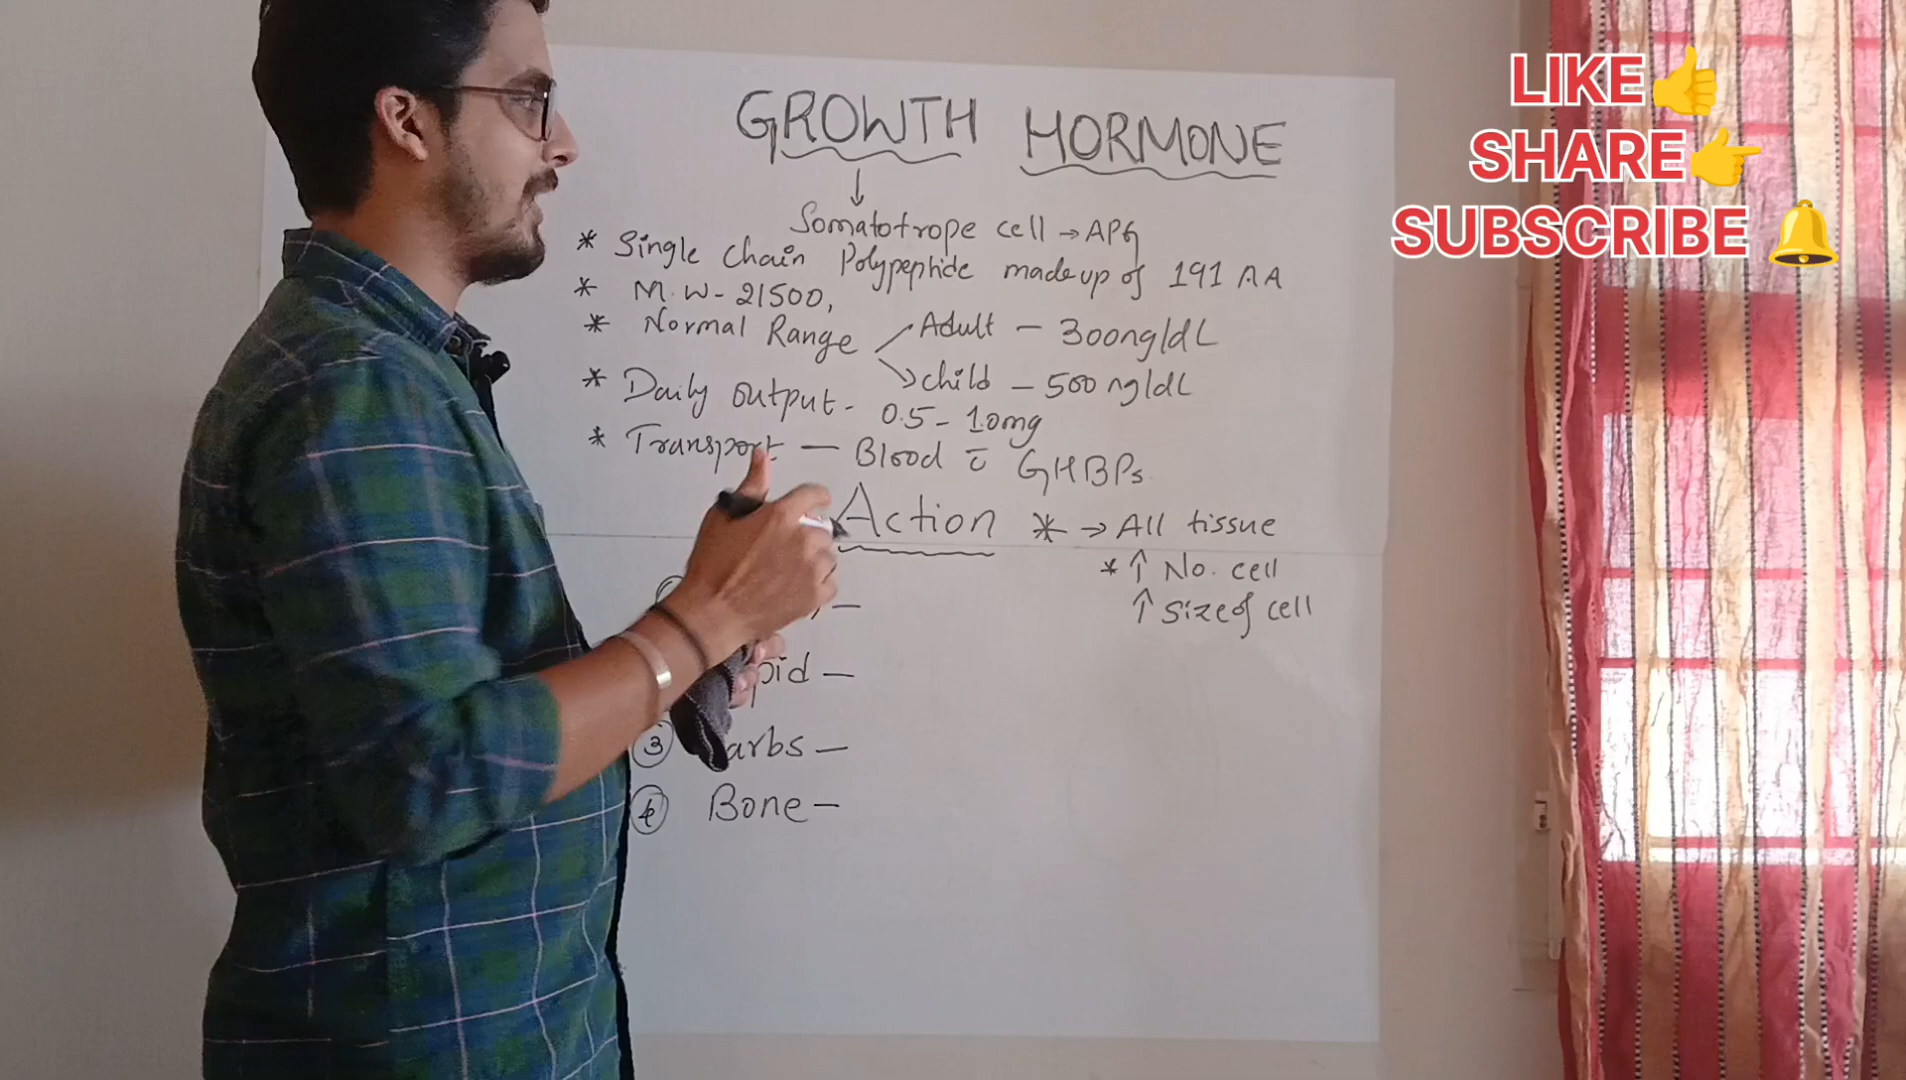 GROWTH HORMONE
↓
Somatotrope cell → APG
* Single chain Polypeptide made up of 191 AA
* M.W - 21500,
* Normal Range Adult - 300ng/dL
child - 500 ng/dL
* Daily output - 0.5 - 1.0mg
* Transport — Blood c̄ GHBPs.
Action * → All tissue
* ↑ No. cell
↑ Size of cell
pid —
③ arbs —
④ Bone —
LIKE👍
SHARE👉
SUBSCRIBE 🔔